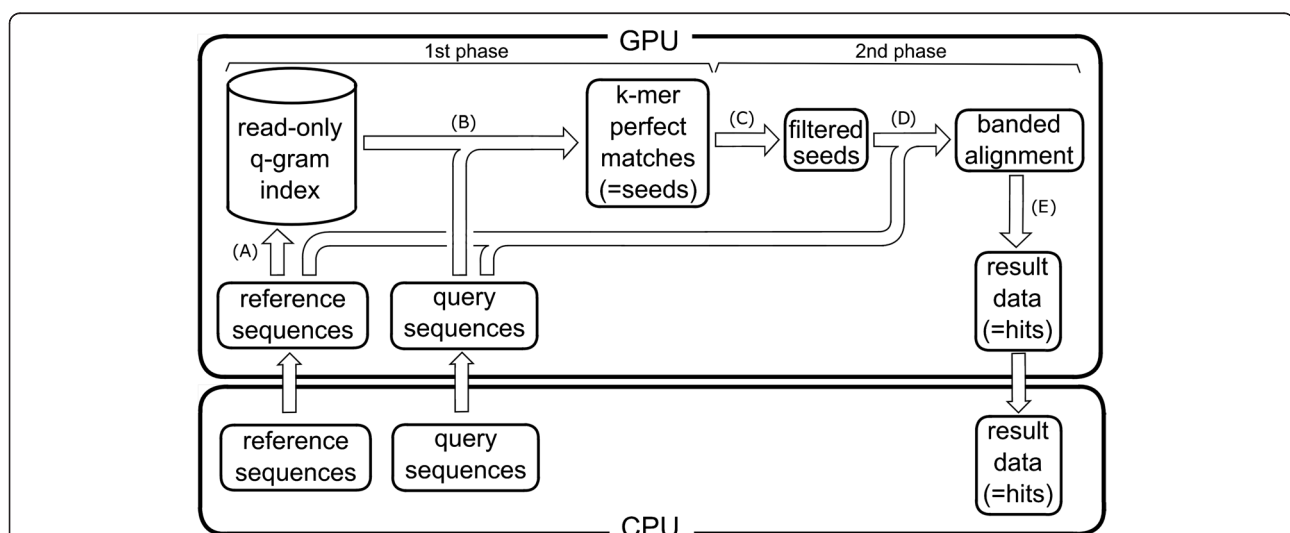 GPU
1st phase
2nd phase
read-only
q-gram
index
(B)
k-mer
perfect
matches
(=seeds)
(C)
filtered
seeds
(D)
banded
alignment
(E)
(A)
reference
sequences
query
sequences
result
data
(=hits)
reference
sequences
query
sequences
result
data
(=hits)
CPU